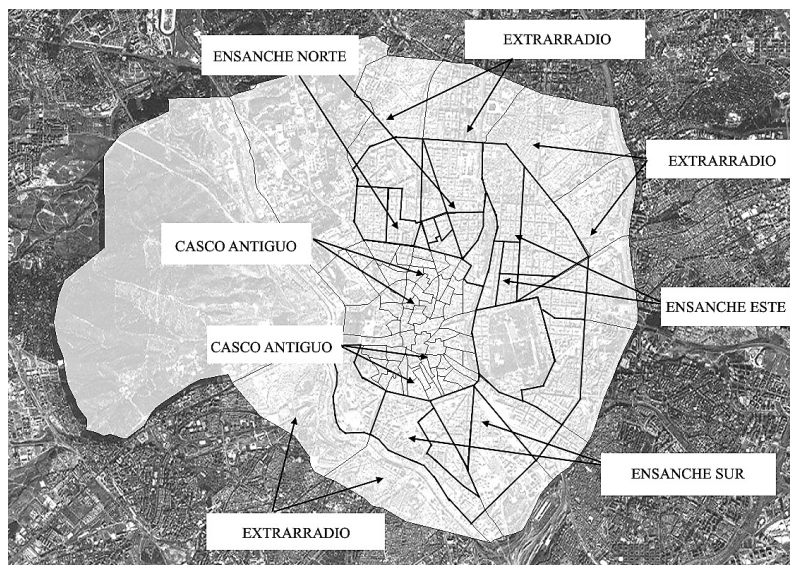 EXTRARRADIO
ENSANCHE NORTE
EXTRARRADIO
CASCO ANTIGUO
ENSANCHE ESTE
CASCO ANTIGUO
ENSANCHE SUR
EXTRARRADIO